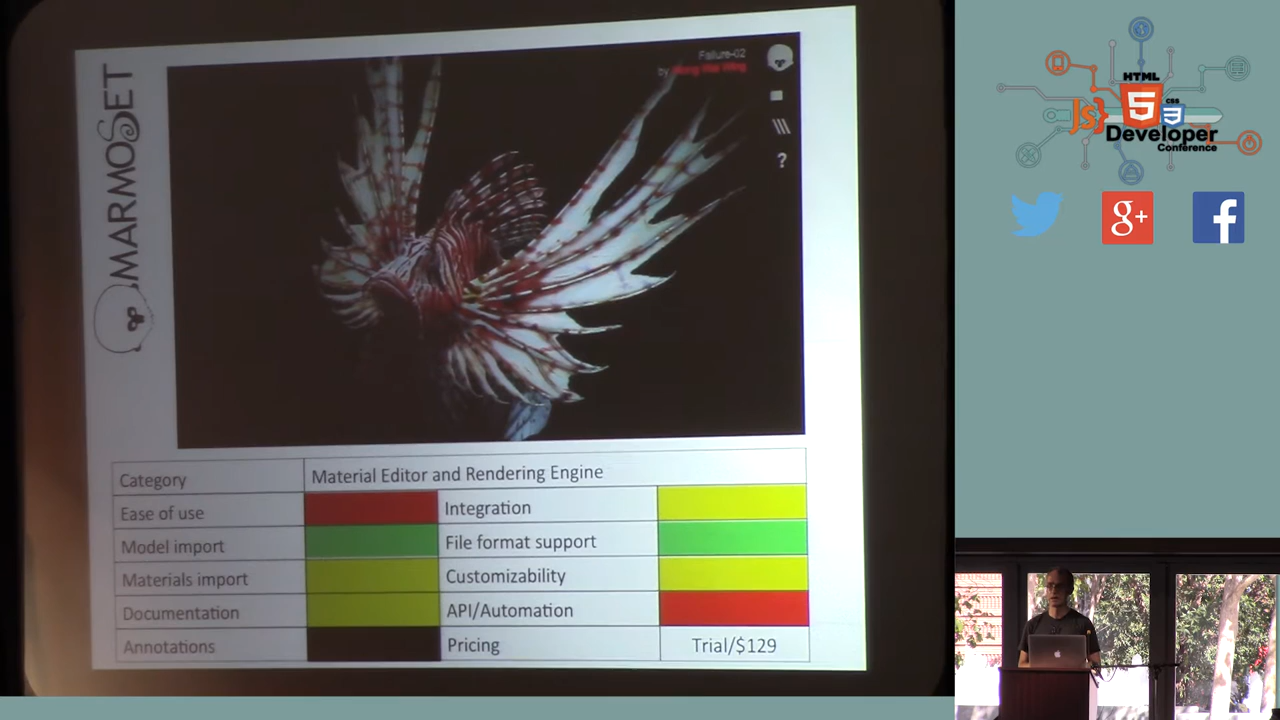 MARMOSET
Failure-02
by
?
Category
Material Editor and Rendering Engine
Ease of use
Integration
Model import
File format support
Materials import
Customizability
Documentation
API/Automation
Annotations
Pricing
Trial/$129
HTML
5
CSS
3
JS}
Developer
Conference
g+
f